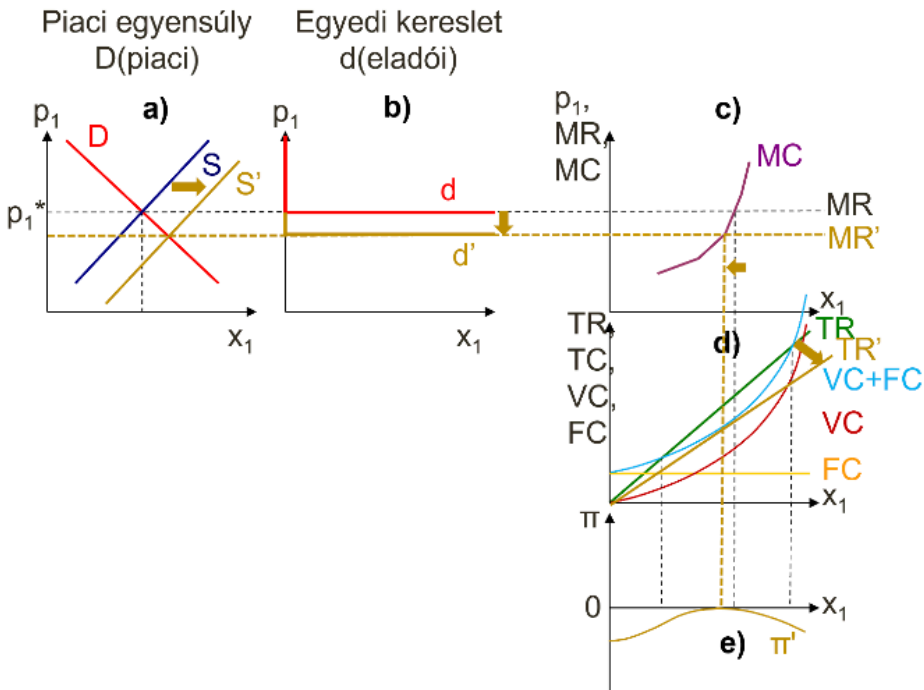 Piaci egyensúly
D(piaci)
Egyedi kereslet
d(eladói)
a)
p₁
D
S
S'
p₁*
x₁
b)
p₁
d
d'
x₁
c)
p₁,
MR,
MC
MC
MR
MR'
x₁
d)
TR,
TC,
VC,
FC
TR
TR'
VC+FC
VC
FC
x₁
π
0
x₁
e)
π'